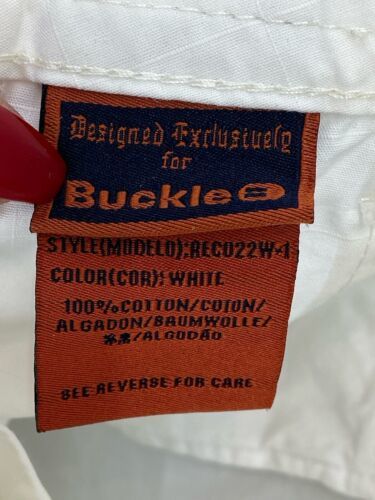 Designed Exclusively
for
Buckle B
STYLE(MODELO):RECO22W-1
COLOR(COR): WHITE
100%COTTON/COTON/
ALGADON/BAUMWOLLE/
/ALGODÃO
SEE REVERSE FOR CARE